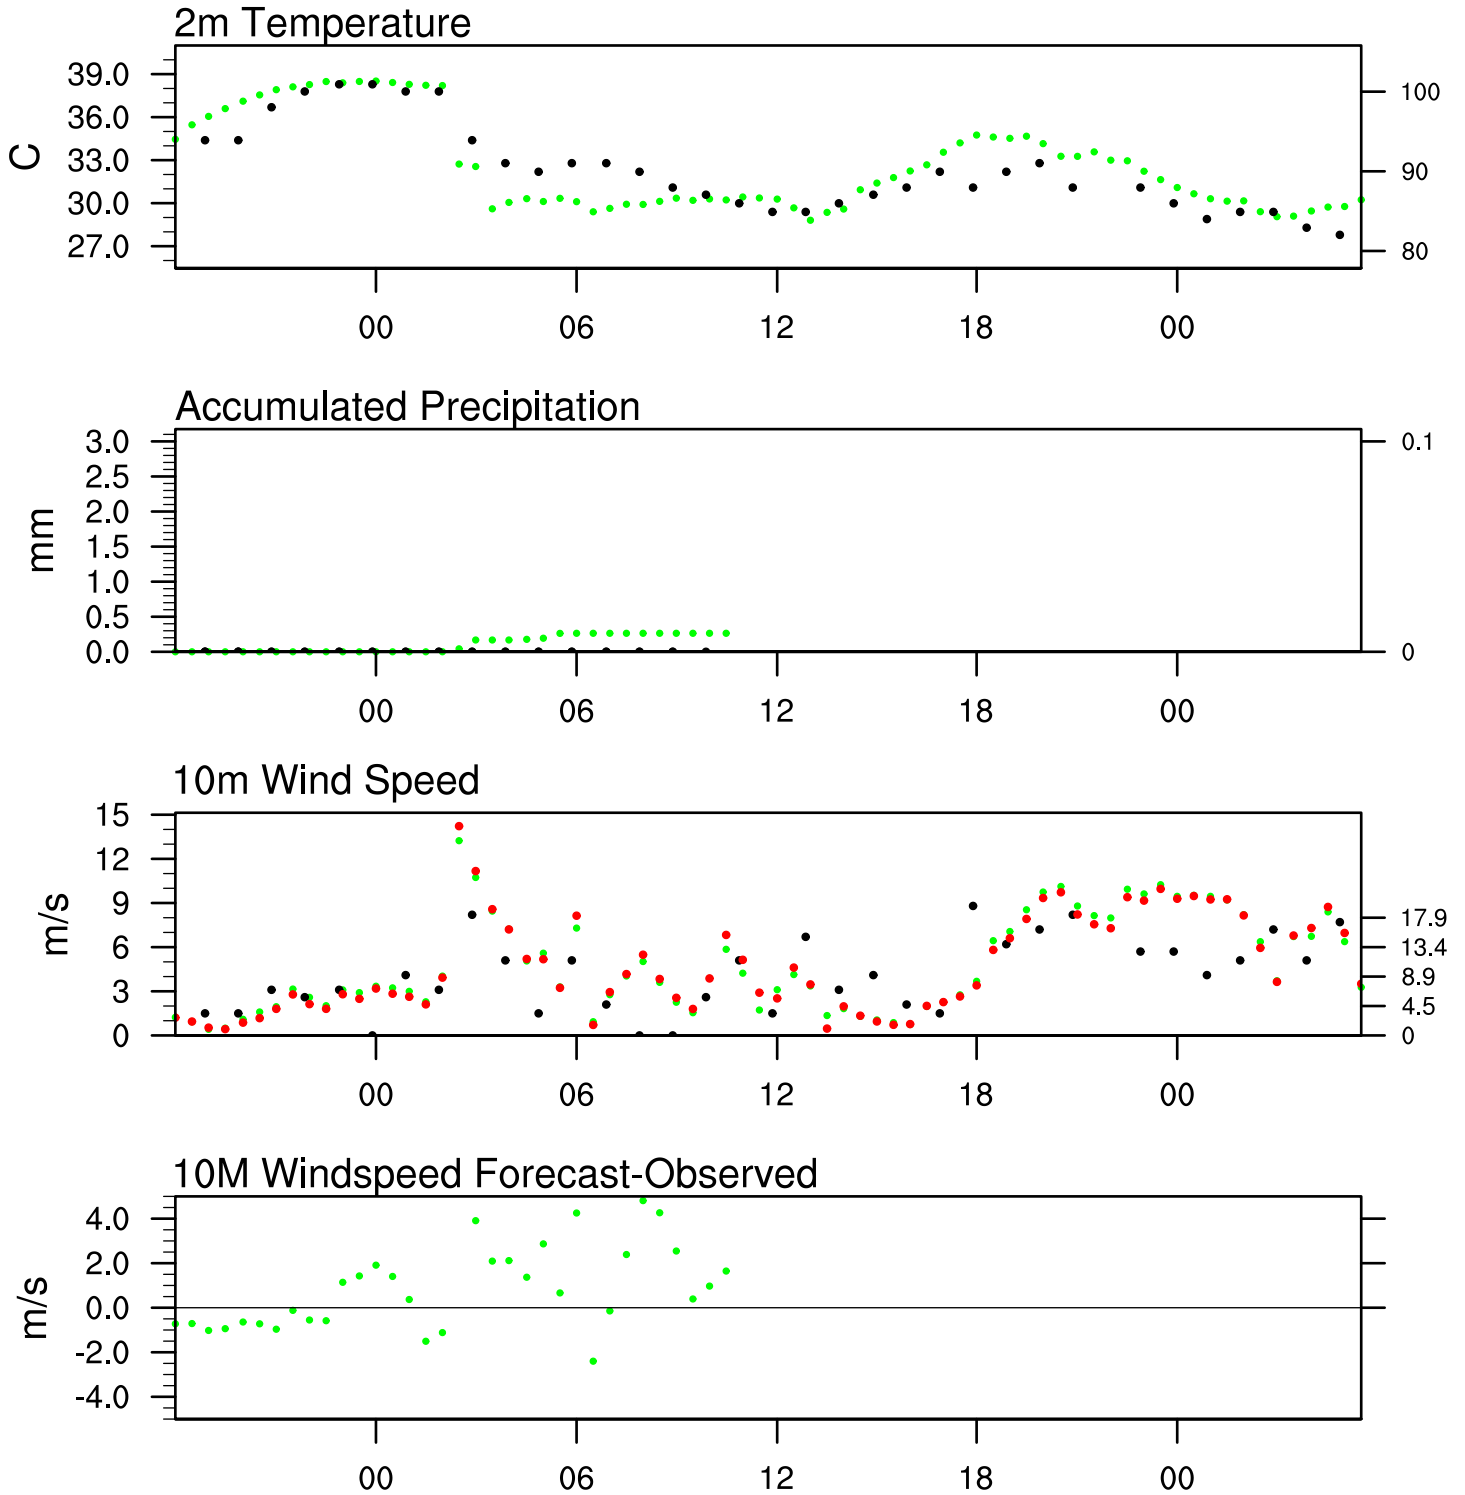 2m Temperature
39.0
36.0
33.0
30.0
27.0
C
100
90
80
00 06 12 18 00
Accumulated Precipitation
3.0
2.5
2.0
1.5
1.0
0.5
0.0
mm
0.1
0
00 06 12 18 00
10m Wind Speed
15
12
9
6
3
0
m/s
17.9
13.4
8.9
4.5
0
00 06 12 18 00
10M Windspeed Forecast-Observed
4.0
2.0
0.0
-2.0
-4.0
m/s
00 06 12 18 00